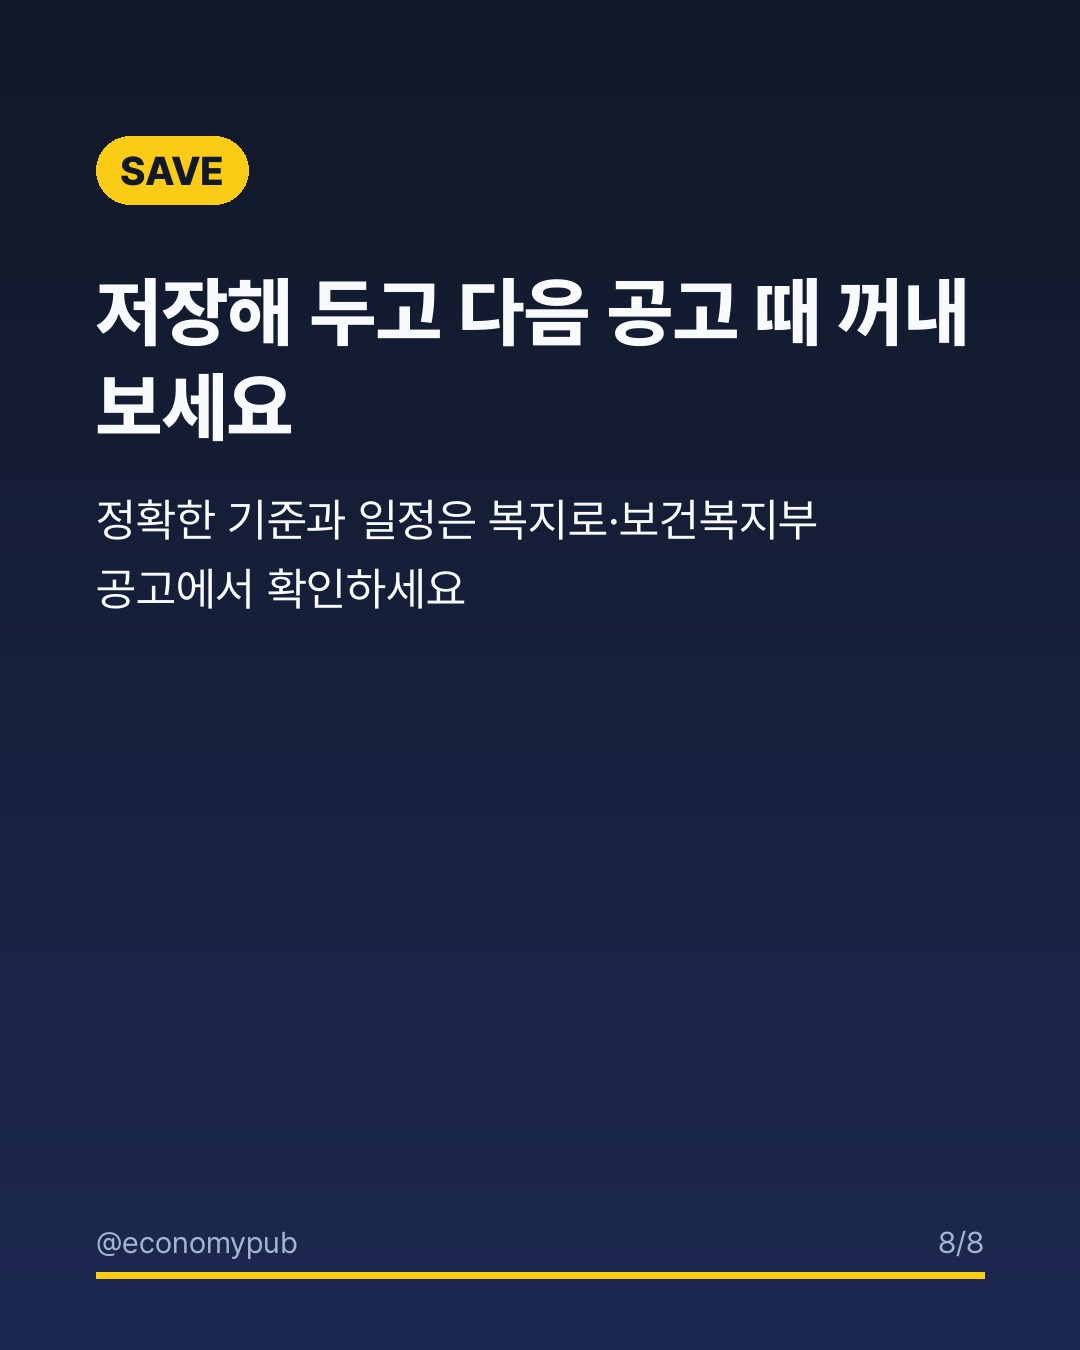 SAVE
저장해 두고 다음 공고 때 꺼내
보세요
정확한 기준과 일정은 복지로·보건복지부
공고에서 확인하세요
@economypub
8/8